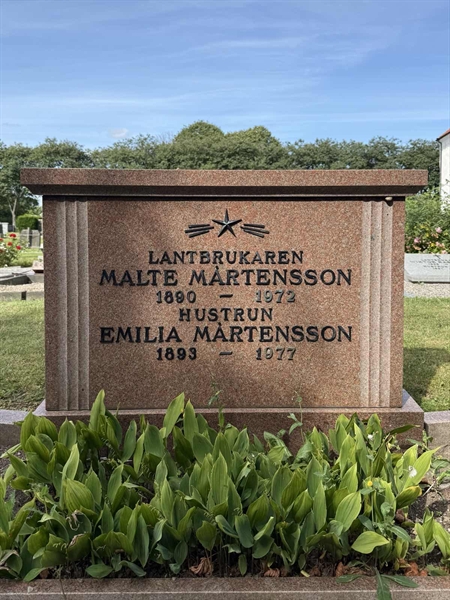 LANTBRUKAREN
MALTE MÅRTENSSON
1890 – 1972
HUSTRUN
EMILIA MÅRTENSSON
1893 – 1977